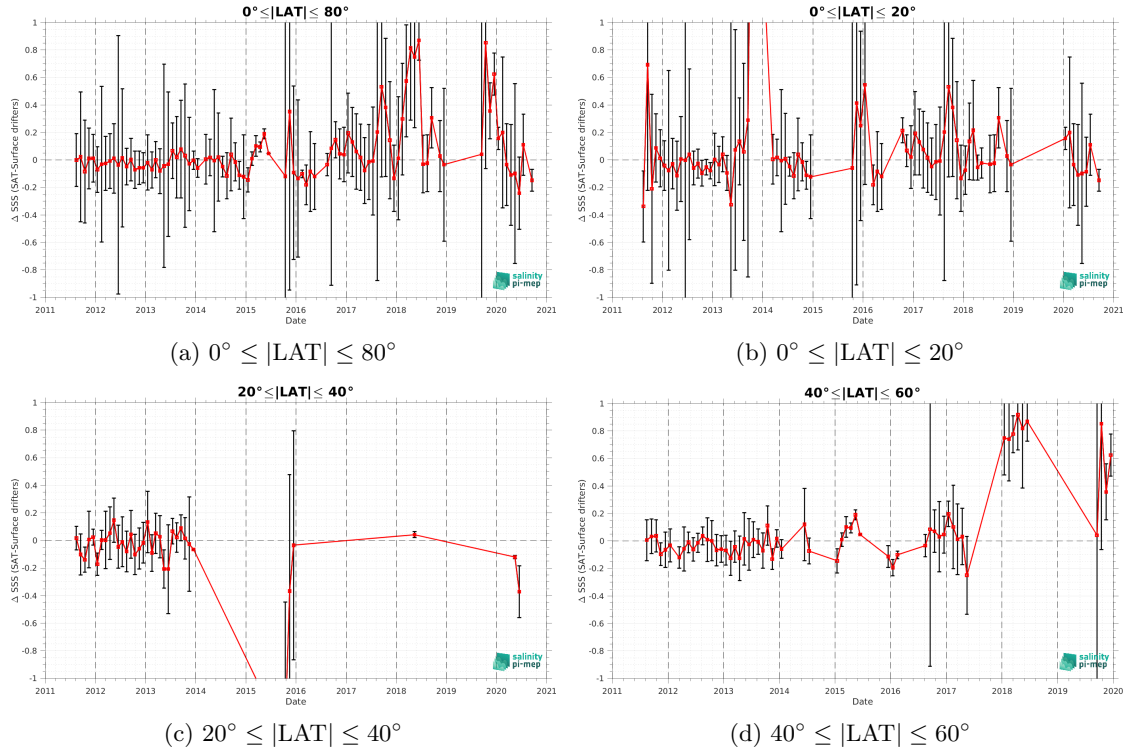 0°≤|LAT|≤ 80°
Δ SSS (SAT-Surface drifters)
1
0.8
0.6
0.4
0.2
0
-0.2
-0.4
-0.6
-0.8
-1
2011 2012 2013 2014 2015 2016 2017 2018 2019 2020 2021
Date
salinity
pi-mep
(a) 0° ≤ |LAT| ≤ 80°
0°≤|LAT|≤ 20°
Δ SSS (SAT-Surface drifters)
1
0.8
0.6
0.4
0.2
0
-0.2
-0.4
-0.6
-0.8
-1
2011 2012 2013 2014 2015 2016 2017 2018 2019 2020 2021
Date
salinity
pi-mep
(b) 0° ≤ |LAT| ≤ 20°
20°≤|LAT|≤ 40°
Δ SSS (SAT-Surface drifters)
1
0.8
0.6
0.4
0.2
0
-0.2
-0.4
-0.6
-0.8
-1
2011 2012 2013 2014 2015 2016 2017 2018 2019 2020 2021
Date
salinity
pi-mep
(c) 20° ≤ |LAT| ≤ 40°
40°≤|LAT|≤ 60°
Δ SSS (SAT-Surface drifters)
1
0.8
0.6
0.4
0.2
0
-0.2
-0.4
-0.6
-0.8
-1
2011 2012 2013 2014 2015 2016 2017 2018 2019 2020
Date
salinity
pi-mep
(d) 40° ≤ |LAT| ≤ 60°